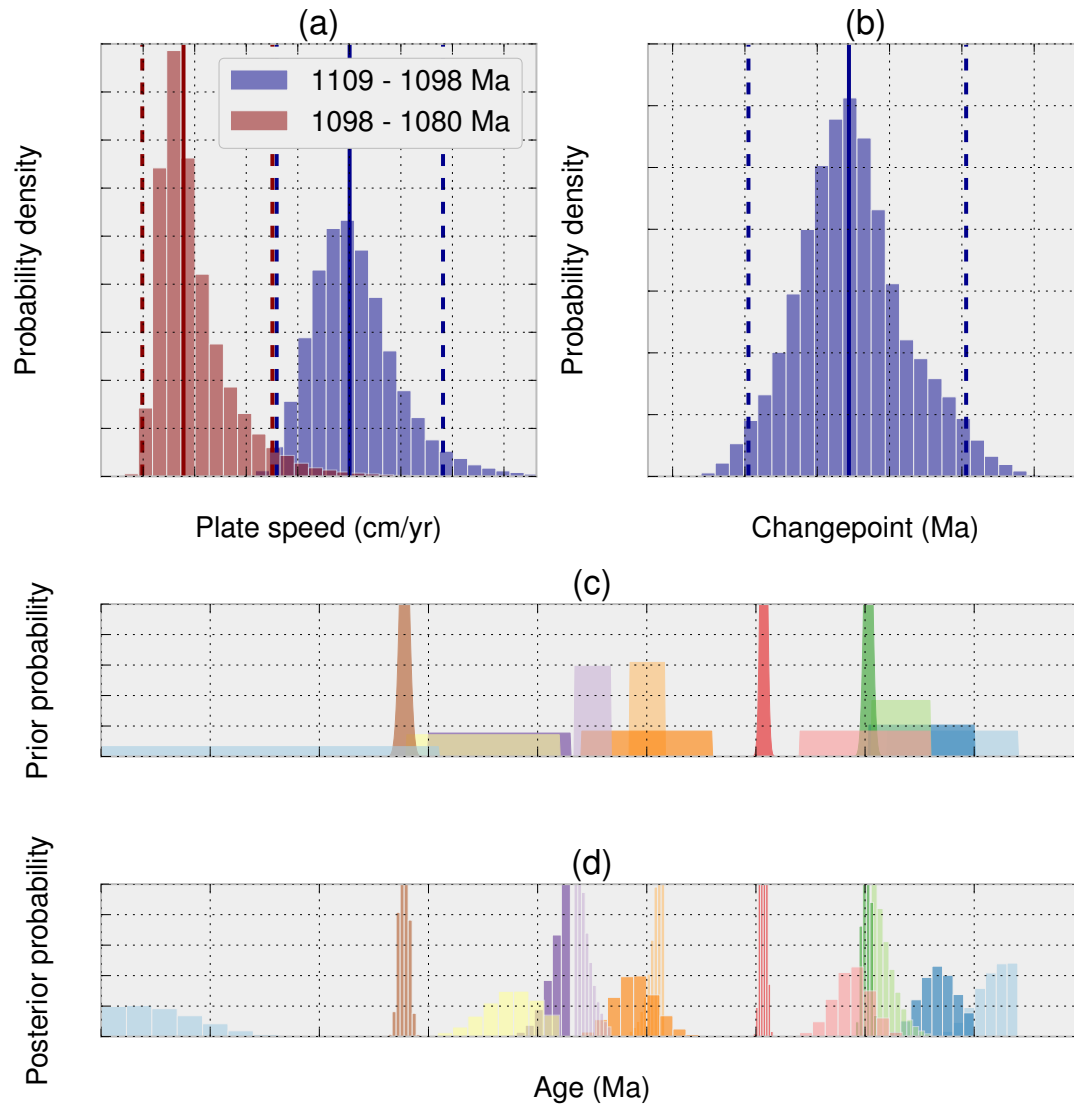 (a)
(b)
1109 - 1098 Ma
1098 - 1080 Ma
Probability density
Probability density
Plate speed (cm/yr)
Changepoint (Ma)
(c)
Prior probability
(d)
Posterior probability
Age (Ma)